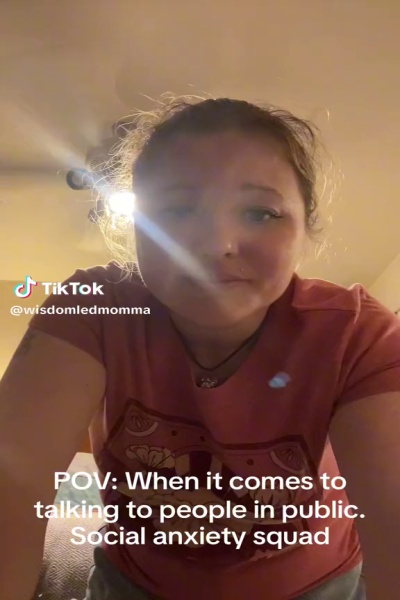 TikTok
@wisdomledmomma
POV: When it comes to
talking to people in public.
Social anxiety squad